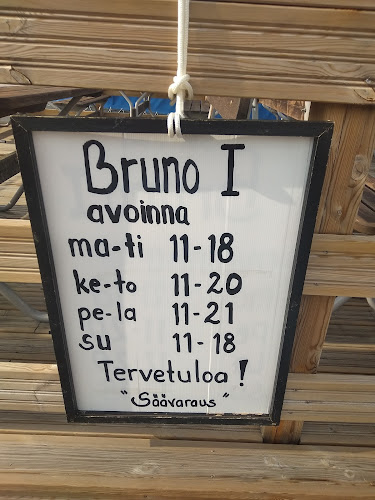 Bruno I
avoinna
ma-ti 11-18
ke-to 11-20
pe-la 11-21
su 11-18
Tervetuloa!
"Säävaraus"